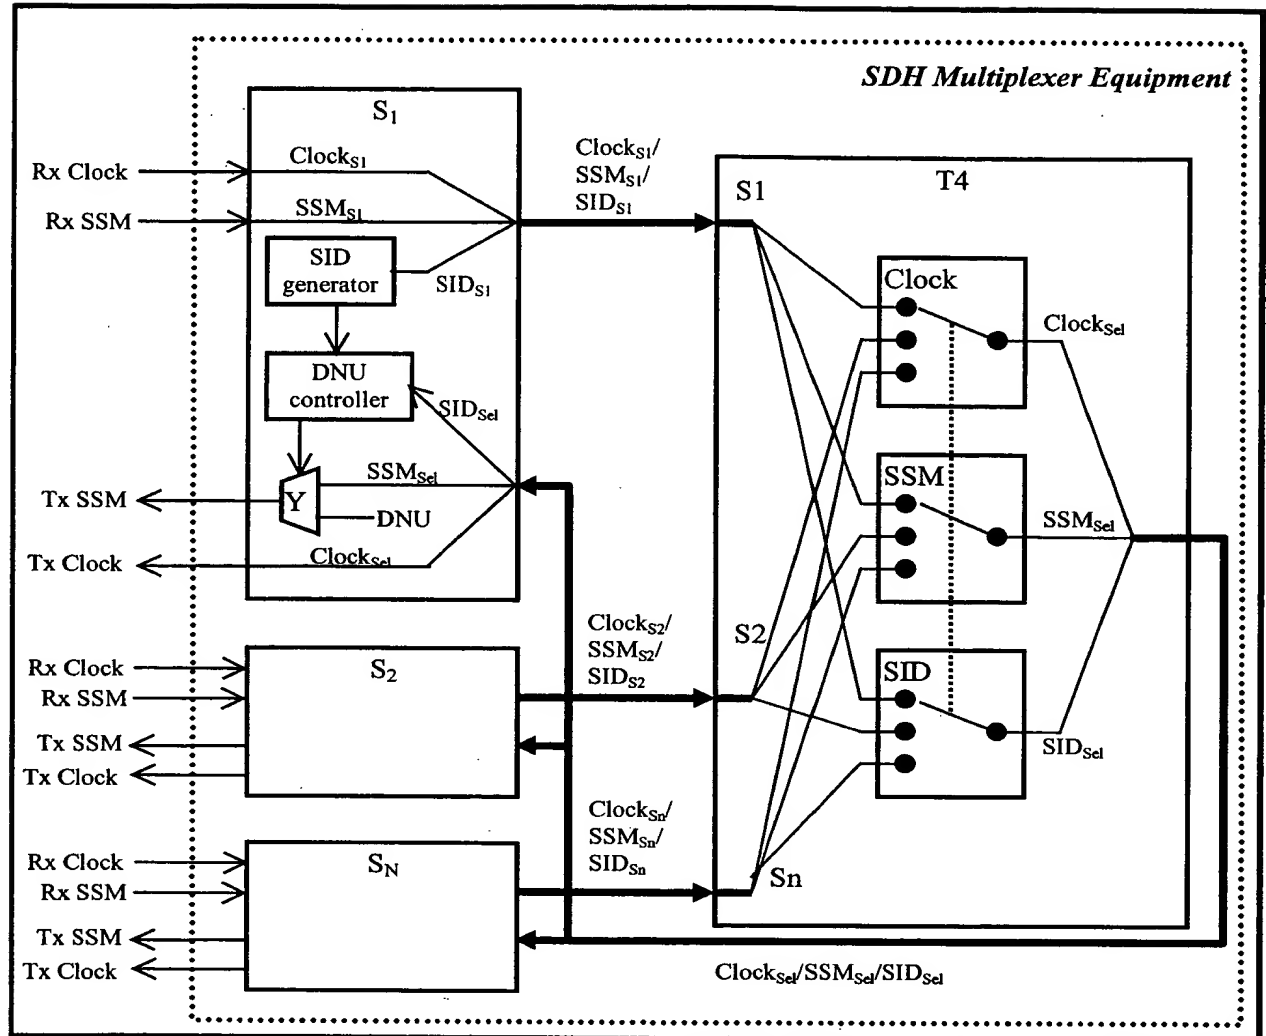 SDH Multiplexer Equipment
S1
Rx Clock
ClockS1
Rx SSM
SSMS1
SID
generator
SIDS1
DNU
controller
SIDSel
Tx SSM
Y
SSMSel
DNU
Tx Clock
ClockSel
ClockS1/
SSMS1/
SIDS1
S1
T4
Clock
ClockSel
SSM
SSMSel
S2
SID
SIDSel
Sn
Rx Clock
Rx SSM
Tx SSM
Tx Clock
S2
ClockS2/
SSMS2/
SIDS2
Rx Clock
Rx SSM
Tx SSM
Tx Clock
SN
ClockSn/
SSMSn/
SIDSn
ClockSel/SSMSel/SIDSel